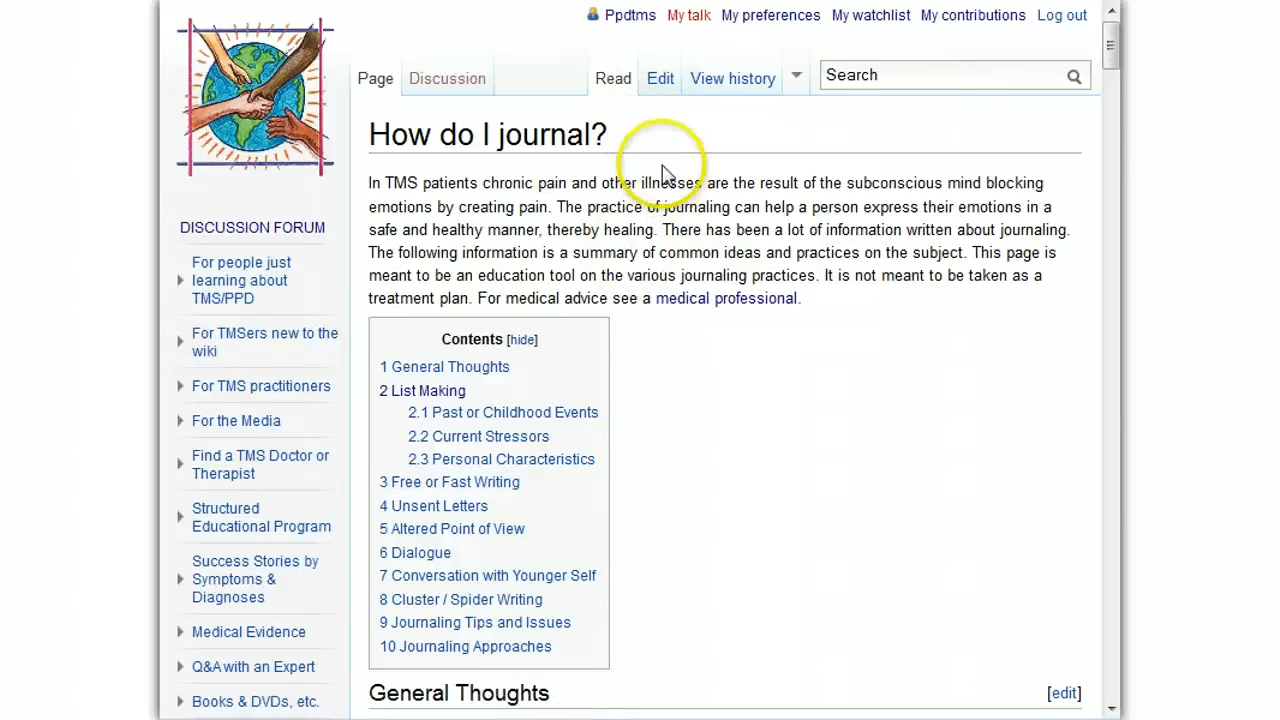 Ppdtms My talk My preferences My watchlist My contributions Log out
Page Discussion Read Edit View history Search
How do I journal?
In TMS patients chronic pain and other illnesses are the result of the subconscious mind blocking
emotions by creating pain. The practice of journaling can help a person express their emotions in a
safe and healthy manner, thereby healing. There has been a lot of information written about journaling.
The following information is a summary of common ideas and practices on the subject. This page is
meant to be an education tool on the various journaling practices. It is not meant to be taken as a
treatment plan. For medical advice see a medical professional.
Contents [hide]
1 General Thoughts
2 List Making
2.1 Past or Childhood Events
2.2 Current Stressors
2.3 Personal Characteristics
3 Free or Fast Writing
4 Unsent Letters
5 Altered Point of View
6 Dialogue
7 Conversation with Younger Self
8 Cluster / Spider Writing
9 Journaling Tips and Issues
10 Journaling Approaches
General Thoughts [edit]
DISCUSSION FORUM
For people just
learning about
TMS/PPD
For TMSers new to the
wiki
For TMS practitioners
For the Media
Find a TMS Doctor or
Therapist
Structured
Educational Program
Success Stories by
Symptoms &
Diagnoses
Medical Evidence
Q&A with an Expert
Books & DVDs, etc.